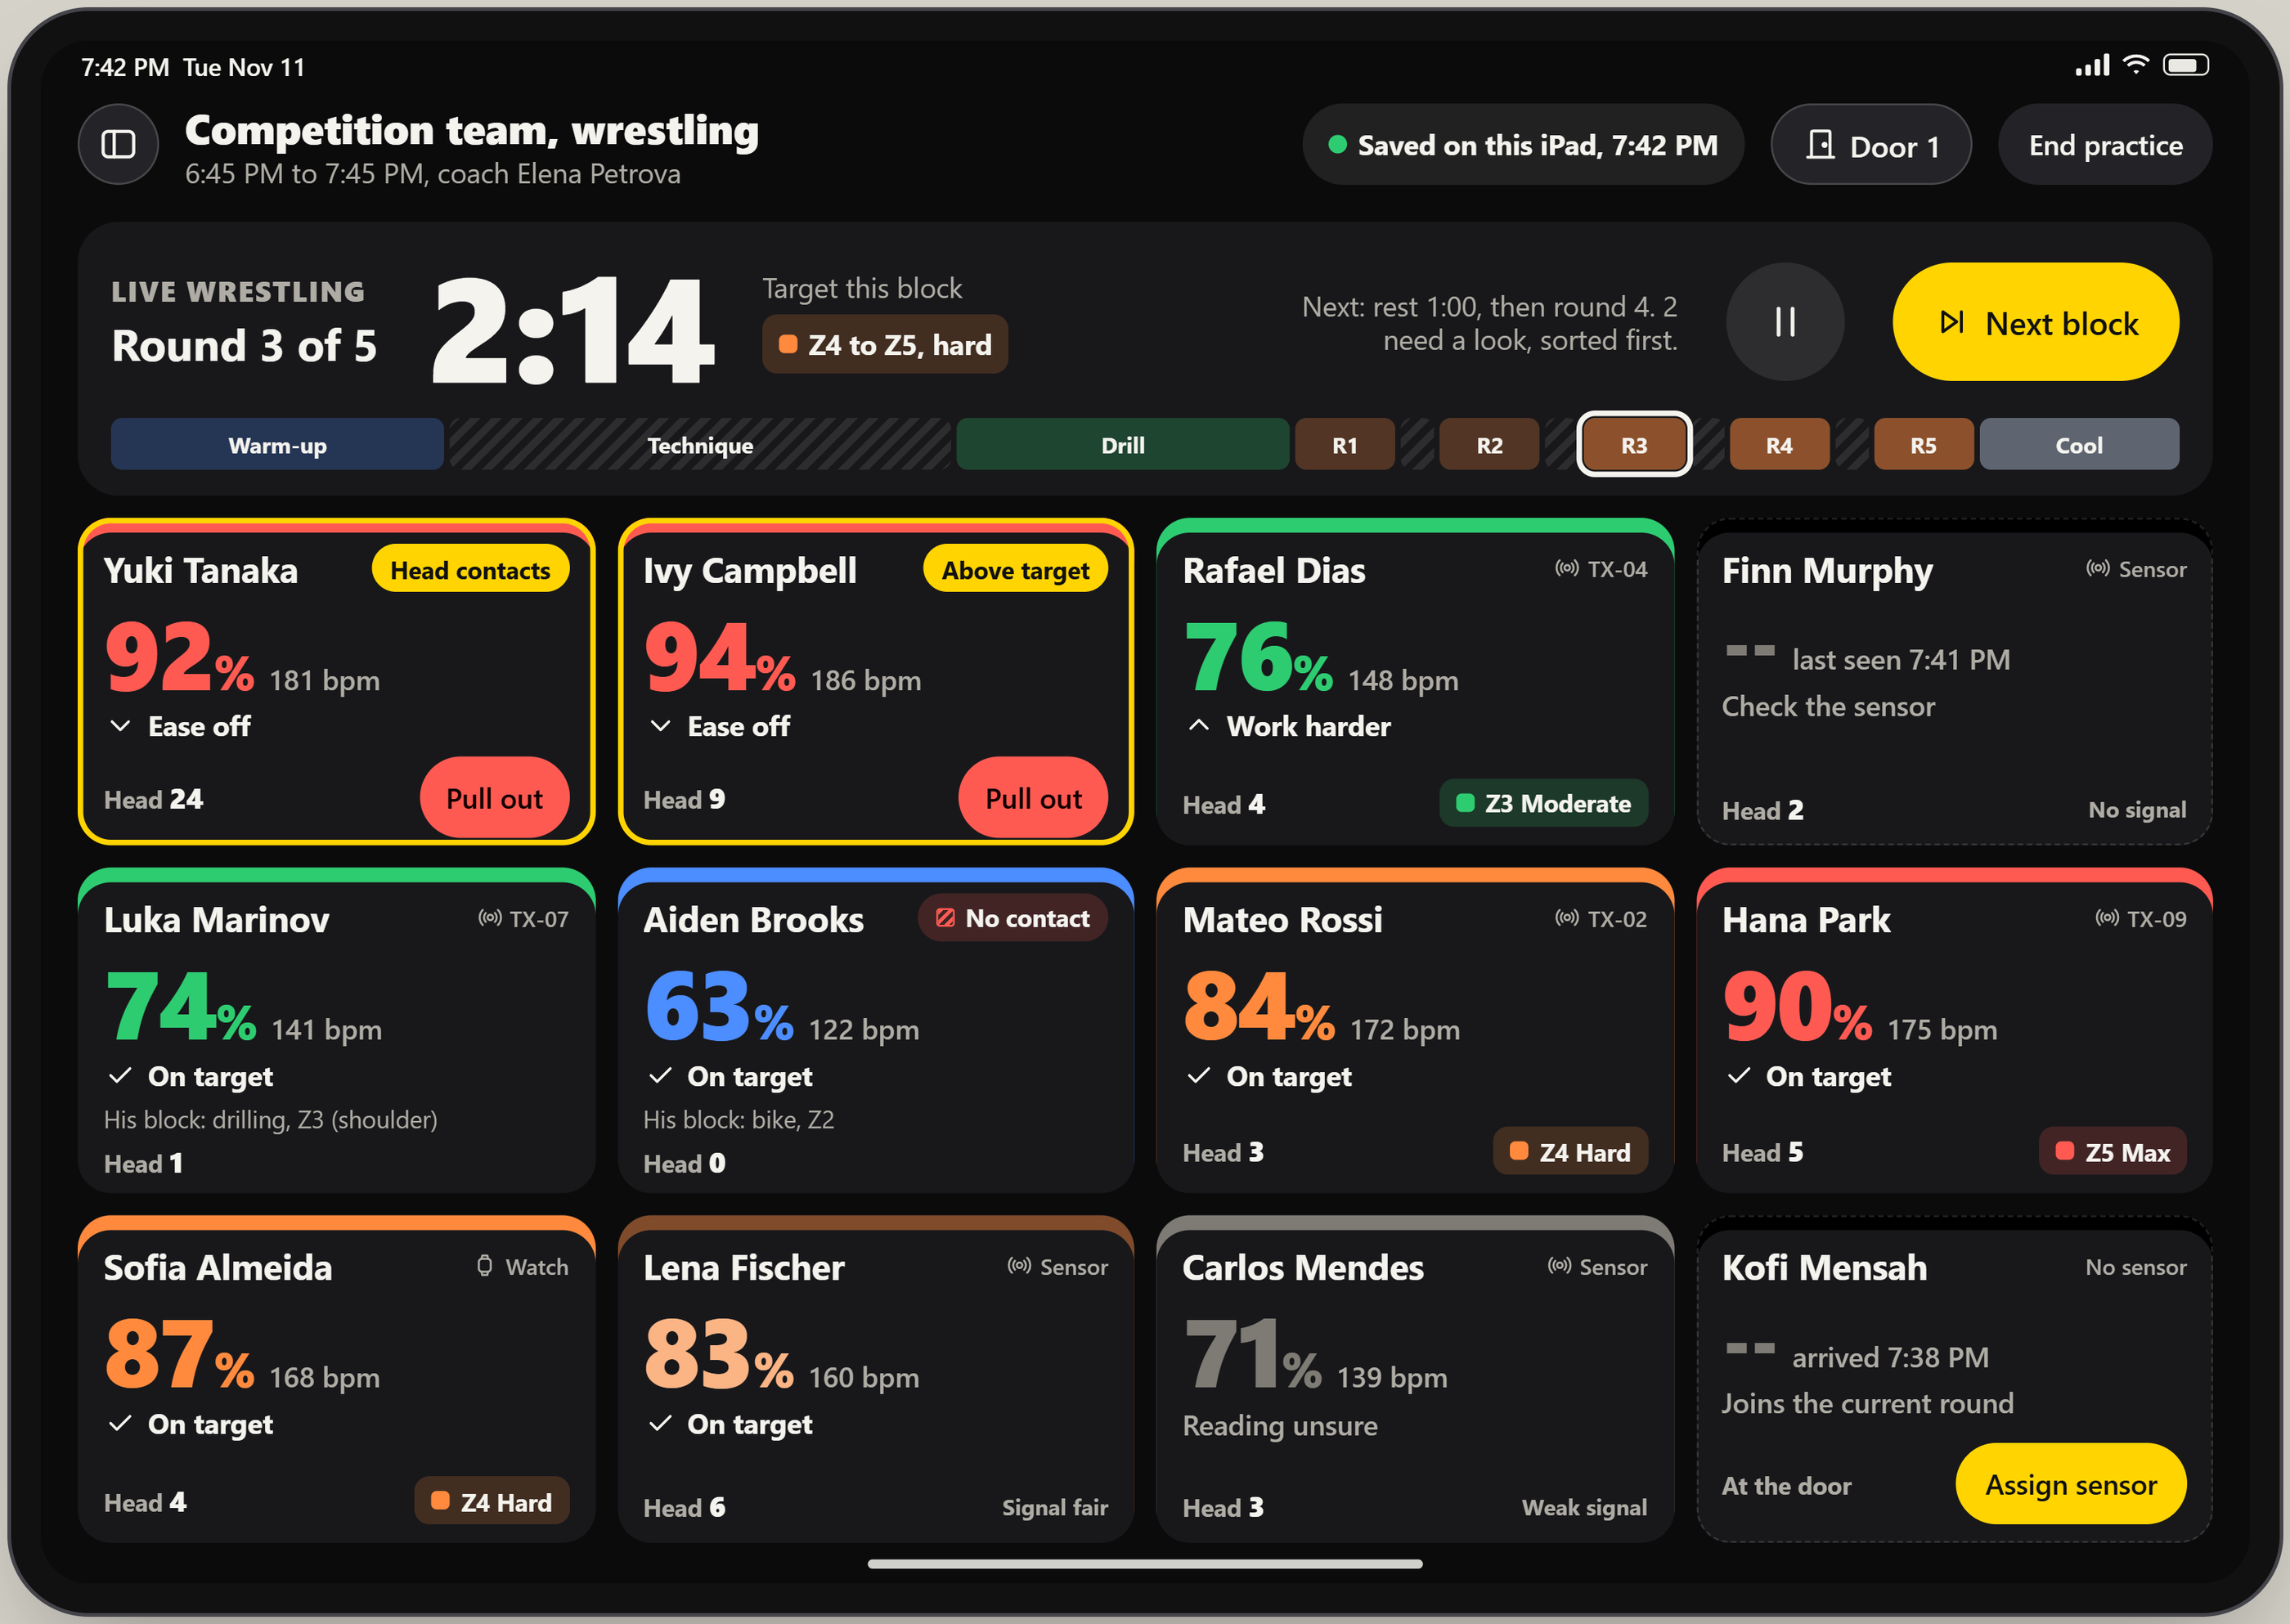 7:42 PM Tue Nov 11
Competition team, wrestling
6:45 PM to 7:45 PM, coach Elena Petrova
Saved on this iPad, 7:42 PM
Door 1
End practice
LIVE WRESTLING
Round 3 of 5
2:14
Target this block
Z4 to Z5, hard
Next: rest 1:00, then round 4. 2
need a look, sorted first.
Next block
Warm-up
Technique
Drill
R1
R2
R3
R4
R5
Cool
Yuki Tanaka
Head contacts
92% 181 bpm
Ease off
Head 24
Pull out
Ivy Campbell
Above target
94% 186 bpm
Ease off
Head 9
Pull out
Rafael Dias
TX-04
76% 148 bpm
Work harder
Head 4
Z3 Moderate
Finn Murphy
Sensor
-- last seen 7:41 PM
Check the sensor
Head 2
No signal
Luka Marinov
TX-07
74% 141 bpm
On target
His block: drilling, Z3 (shoulder)
Head 1
Aiden Brooks
No contact
63% 122 bpm
On target
His block: bike, Z2
Head 0
Mateo Rossi
TX-02
84% 172 bpm
On target
Head 3
Z4 Hard
Hana Park
TX-09
90% 175 bpm
On target
Head 5
Z5 Max
Sofia Almeida
Watch
87% 168 bpm
On target
Head 4
Z4 Hard
Lena Fischer
Sensor
83% 160 bpm
On target
Head 6
Signal fair
Carlos Mendes
Sensor
71% 139 bpm
Reading unsure
Head 3
Weak signal
Kofi Mensah
No sensor
-- arrived 7:38 PM
Joins the current round
At the door
Assign sensor